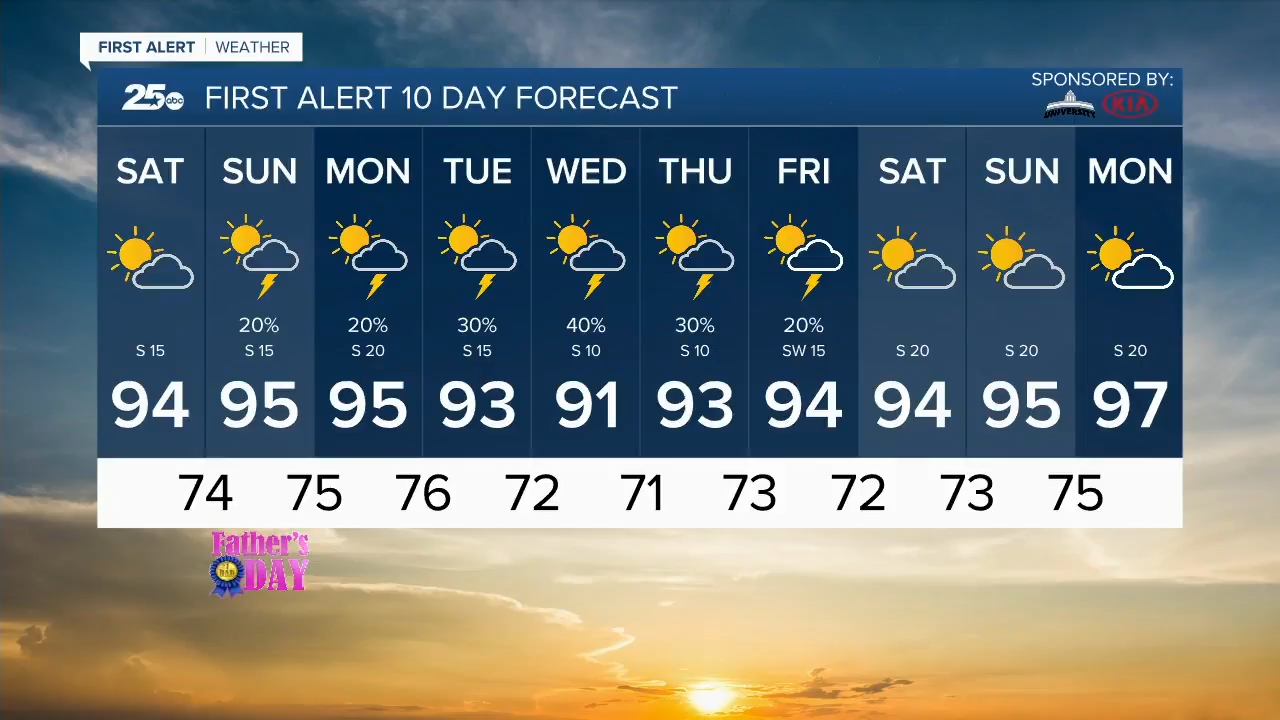 FIRST ALERT WEATHER
SPONSORED BY:
25 abc FIRST ALERT 10 DAY FORECAST
UNIVERSITY KIA
SAT SUN MON TUE WED THU FRI SAT SUN MON
20% 20% 30% 40% 30% 20%
S 15 S 15 S 20 S 15 S 10 S 10 SW 15 S 20 S 20 S 20
94 95 95 93 91 93 94 94 95 97
74 75 76 72 71 73 72 73 75
Father's
#1
DAD
DAY